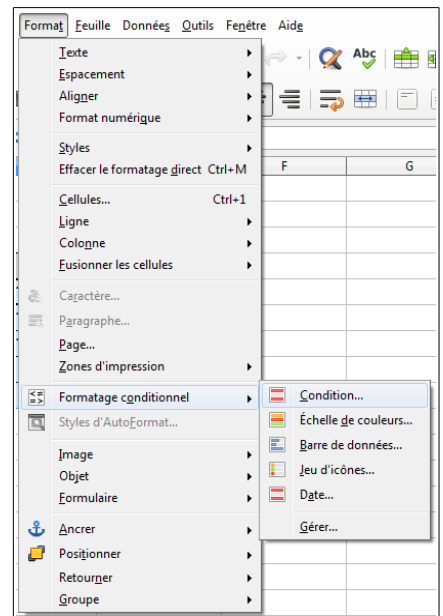 Format Feuille Données Outils Fenêtre Aide
Texte
Espacement
Aligner
Format numérique
Styles
Effacer le formatage direct Ctrl+M
Cellules... Ctrl+1
Ligne
Colonne
Fusionner les cellules
Caractère...
Paragraphe...
Page...
Zones d'impression
Formatage conditionnel
Styles d'AutoFormat...
Image
Objet
Formulaire
Ancrer
Positionner
Retourner
Groupe
Abc
F G
Condition...
Échelle de couleurs...
Barre de données...
Jeu d'icônes...
Date...
Gérer...